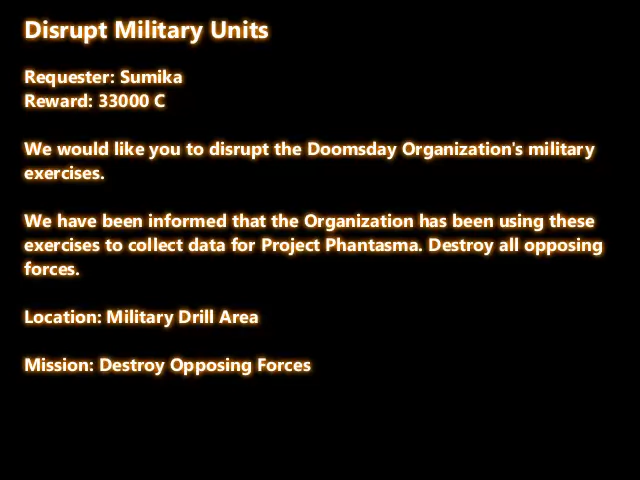 Disrupt Military Units
Requester: Sumika
Reward: 33000 C
We would like you to disrupt the Doomsday Organization's military
exercises.
We have been informed that the Organization has been using these
exercises to collect data for Project Phantasma. Destroy all opposing
forces.
Location: Military Drill Area
Mission: Destroy Opposing Forces